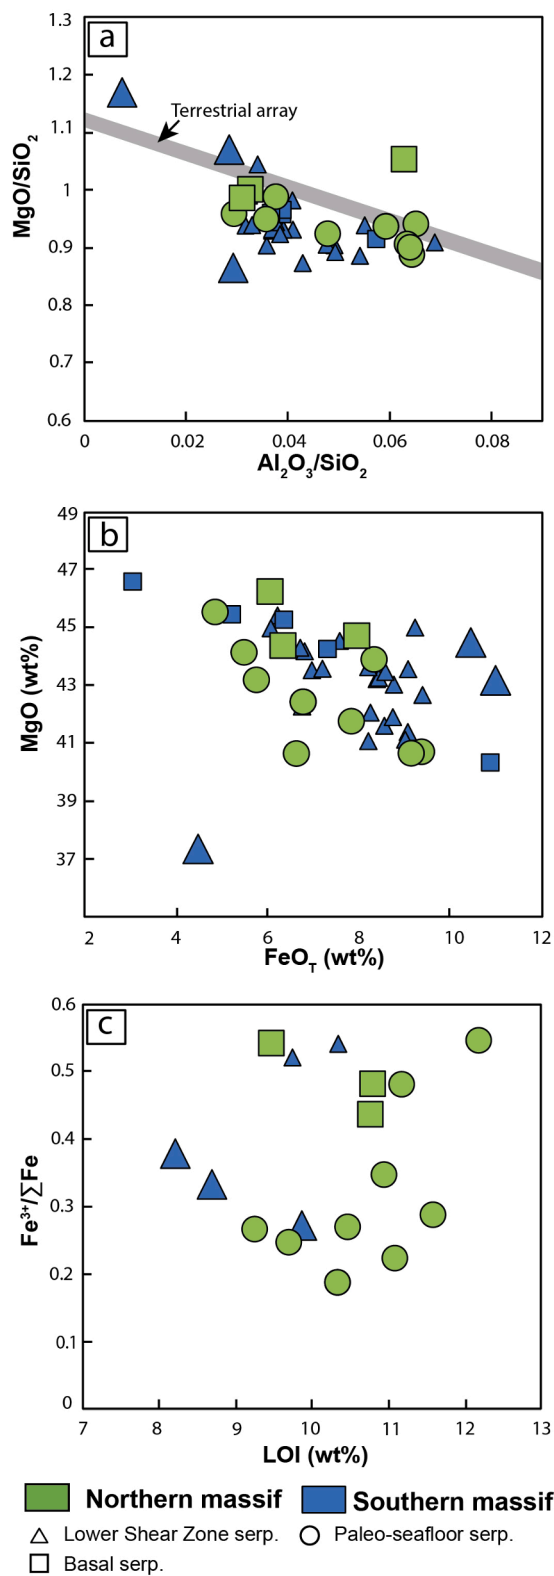 a
1.3
1.2
1.1
1
0.9
0.8
0.7
0.6
MgO/SiO₂
Terrestrial array
0 0.02 0.04 0.06 0.08
Al₂O₃/SiO₂
b
49
47
45
43
41
39
37
MgO (wt%)
2 4 6 8 10 12
FeO_T (wt%)
c
0.6
0.5
0.4
0.3
0.2
0.1
0
Fe³⁺/∑Fe
7 8 9 10 11 12 13
LOI (wt%)
Northern massif Southern massif
Lower Shear Zone serp. Paleo-seafloor serp.
Basal serp.